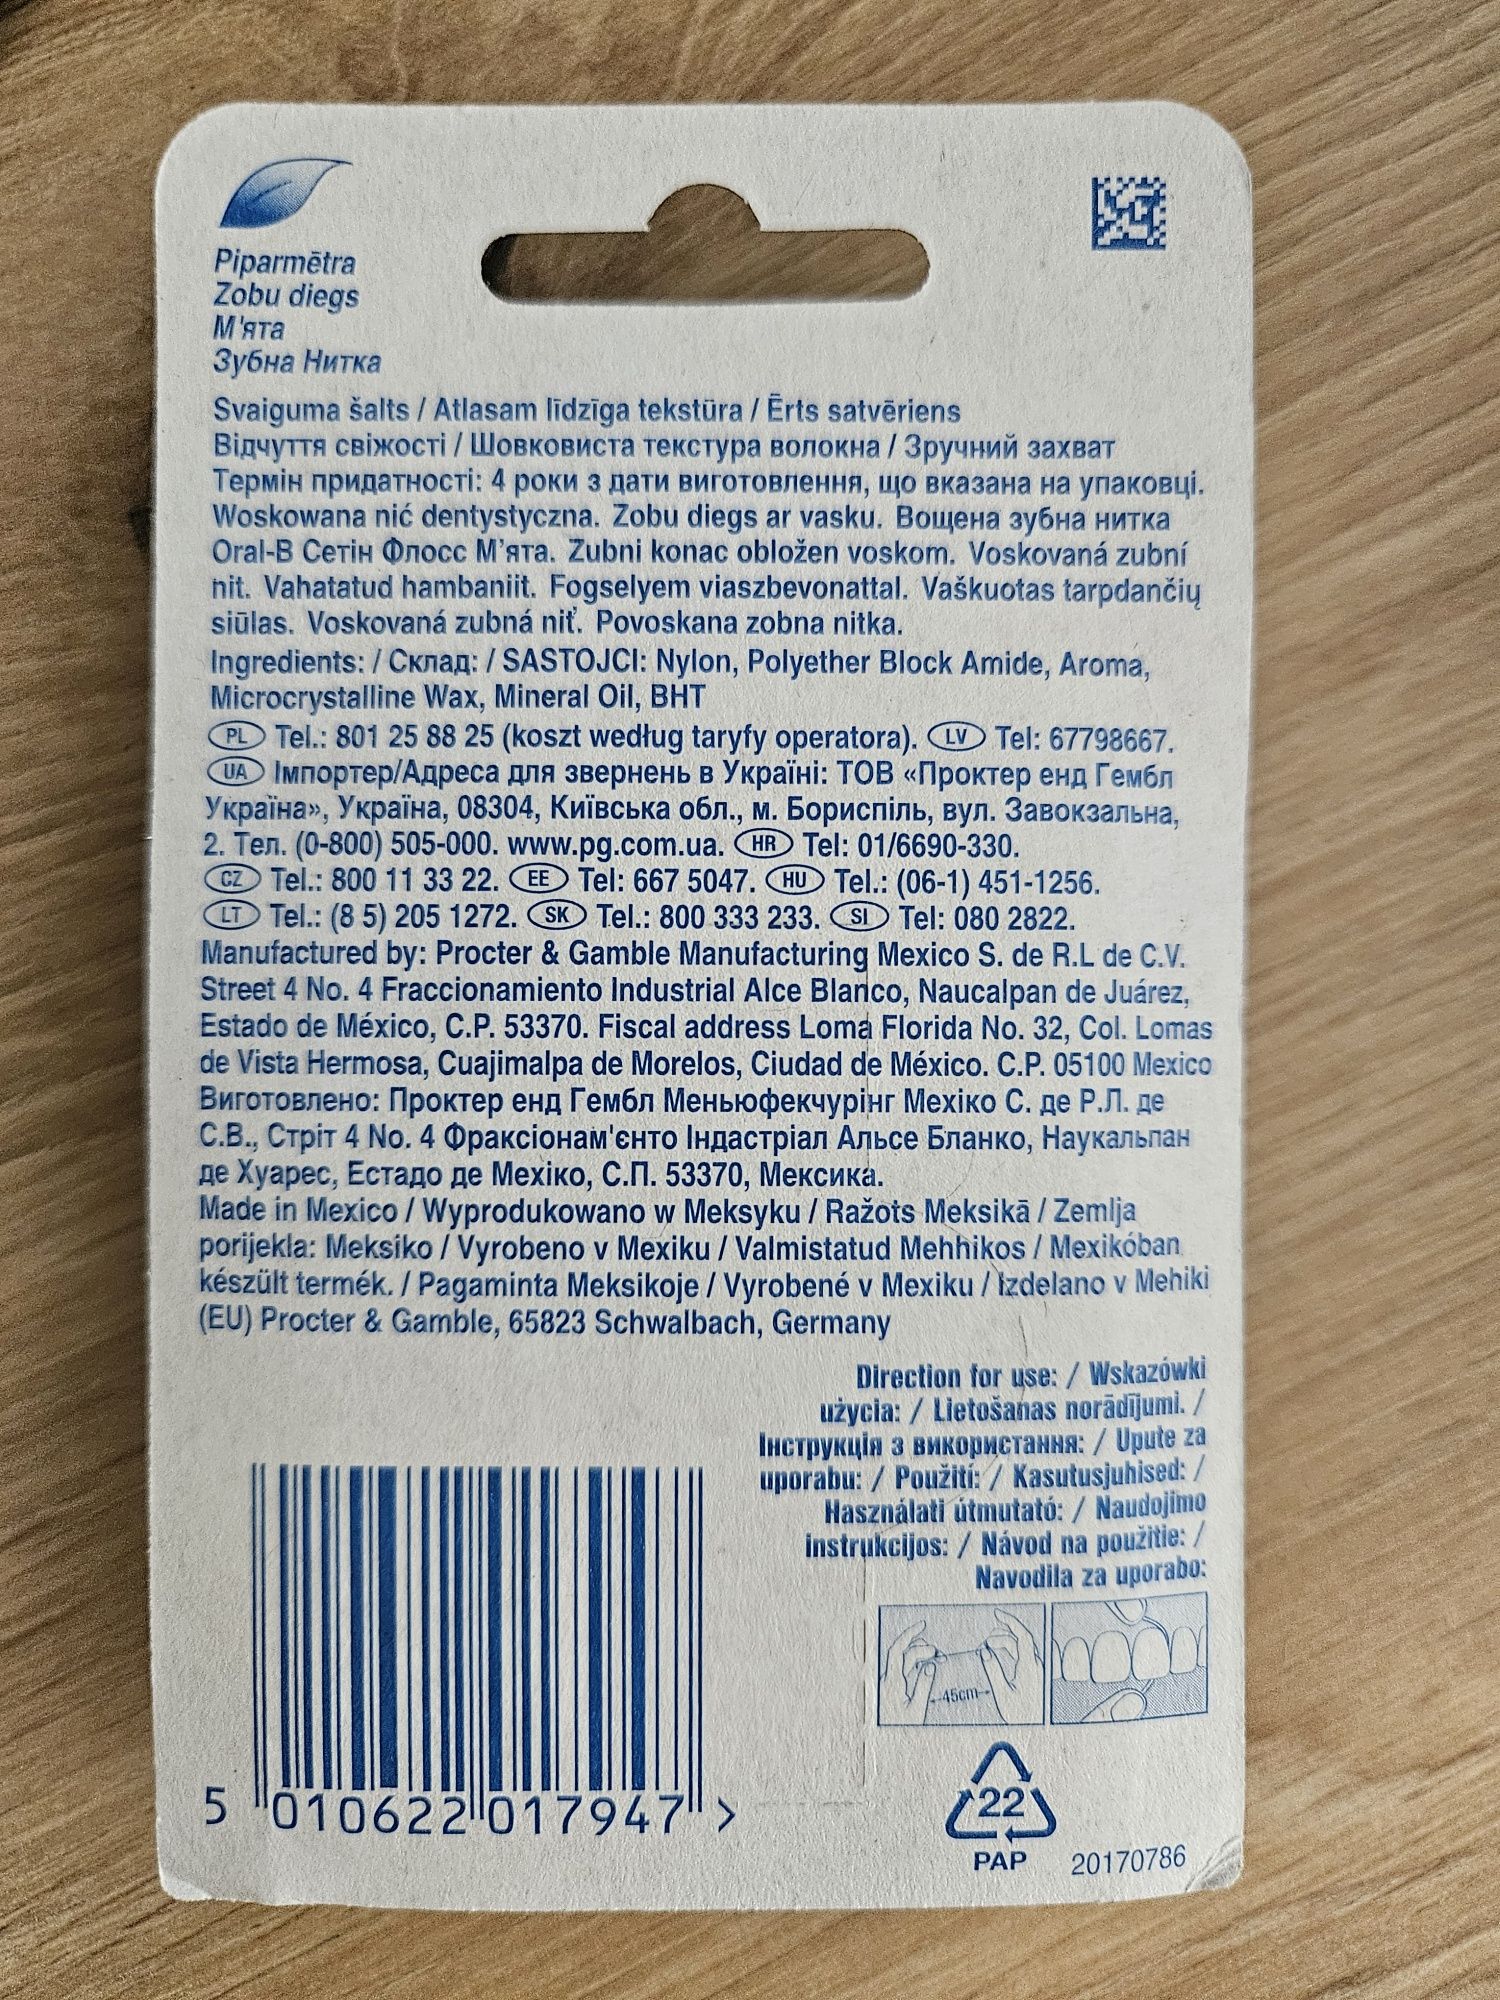 Piparmētra
Zobu diegs
М'ята
Зубна Нитка
Svaiguma šalts / Atlasam līdzīga tekstūra / Ērts satvēriens
Відчуття свіжості / Шовковиста текстура волокна / Зручний захват
Термін придатності: 4 роки з дати виготовлення, що вказана на упаковці.
Woskowana nić dentystyczna. Zobu diegs ar vasku. Вощена зубна нитка
Oral-B Сетін Флосс М'ята. Zubni konac obložen voskom. Voskovaná zubní
nit. Vahatatud hambaniit. Fogselyem viaszbevonattal. Vaškuotas tarpdančių
siūlas. Voskovaná zubná niť. Povoskana zobna nitka.
Ingredients: / Склад: / SASTOJCI: Nylon, Polyether Block Amide, Aroma,
Microcrystalline Wax, Mineral Oil, BHT
PL Tel.: 801 25 88 25 (koszt według taryfy operatora). LV Tel: 67798667.
UA Імпортер/Адреса для звернень в Україні: ТОВ «Проктер енд Гембл
Україна», Україна, 08304, Київська обл., м. Бориспіль, вул. Завокзальна,
2. Тел. (0-800) 505-000. www.pg.com.ua. HR Tel: 01/6690-330.
CZ Tel.: 800 11 33 22. EE Tel: 667 5047. HU Tel.: (06-1) 451-1256.
LT Tel.: (8 5) 205 1272. SK Tel.: 800 333 233. SI Tel: 080 2822.
Manufactured by: Procter & Gamble Manufacturing Mexico S. de R.L de C.V.
Street 4 No. 4 Fraccionamiento Industrial Alce Blanco, Naucalpan de Juárez,
Estado de México, C.P. 53370. Fiscal address Loma Florida No. 32, Col. Lomas
de Vista Hermosa, Cuajimalpa de Morelos, Ciudad de México. C.P. 05100 Mexico
Виготовлено: Проктер енд Гембл Меньюфекчурінг Мехіко С. де Р.Л. де
С.В., Стріт 4 No. 4 Фраксіонам'єнто Індастріал Альсе Бланко, Наукальпан
де Хуарес, Естадо де Мехіко, С.П. 53370, Мексика.
Made in Mexico / Wyprodukowano w Meksyku / Ražots Meksikā / Zemlja
porijekla: Meksiko / Vyrobeno v Mexiku / Valmistatud Mehhikos / Mexikóban
készült termék. / Pagaminta Meksikoje / Vyrobené v Mexiku / Izdelano v Mehiki
(EU) Procter & Gamble, 65823 Schwalbach, Germany
Direction for use: / Wskazówki
użycia: / Lietošanas norādījumi. /
Інструкція з використання: / Upute za
uporabu: / Použití: / Kasutusjuhised: /
Használati útmutató: / Naudojimo
instrukcijos: / Návod na použitie: /
Navodila za uporabo:
45cm
5 010622 017947 >
22
PAP
20170786